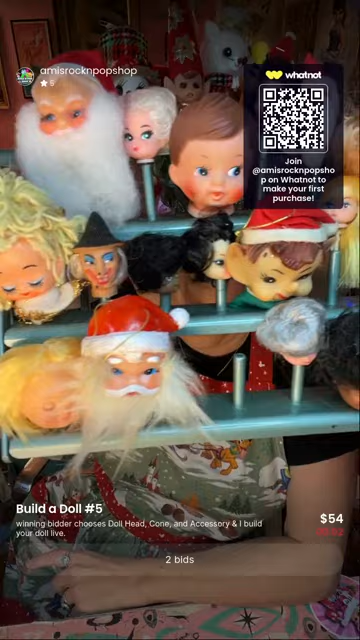 amisrocknpopshop
★ 5
whatnot
Join
@amisrocknpopsho
p on Whatnot to
make your first
purchase!
Build a Doll #5
$54
winning bidder chooses Doll Head, Cone, and Accessory & I build
your doll live.
2 bids